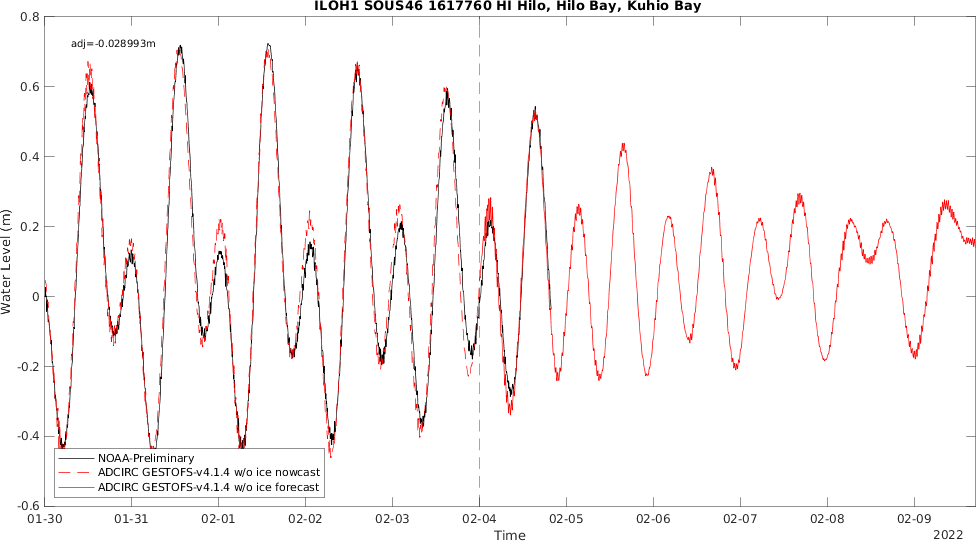 ILOH1 SOUS46 1617760 HI Hilo, Hilo Bay, Kuhio Bay
adj=-0.028993m
0.8
0.6
0.4
0.2
0
-0.2
-0.4
-0.6
Water Level (m)
NOAA-Preliminary
ADCIRC GESTOFS-v4.1.4 w/o ice nowcast
ADCIRC GESTOFS-v4.1.4 w/o ice forecast
01-30 01-31 02-01 02-02 02-03 02-04 02-05 02-06 02-07 02-08 02-09
Time
2022